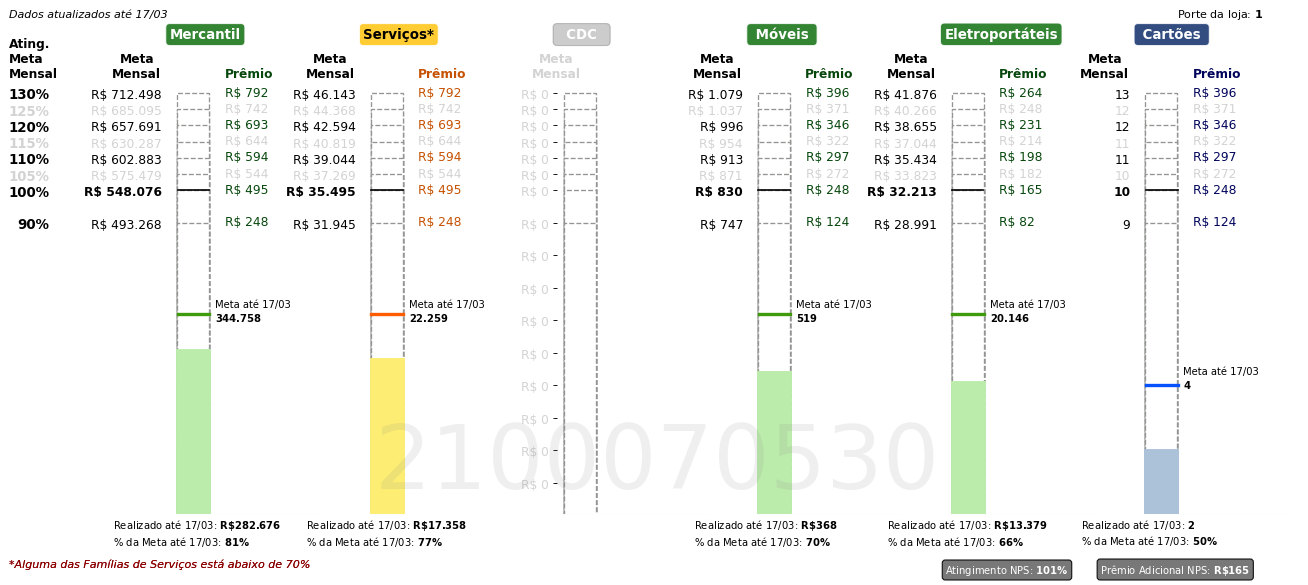 Dados atualizados até 17/03
Porte da loja: 1
Mercantil Serviços* CDC Móveis Eletroportáteis Cartões
Ating.
Meta Meta Meta Meta Meta Meta Meta
Mensal Mensal Prêmio Mensal Prêmio Mensal Mensal Prêmio Mensal Prêmio Mensal Prêmio
130% R$ 712.498 R$ 792 R$ 46.143 R$ 792 R$ 0 R$ 1.079 R$ 396 R$ 41.876 R$ 264 13 R$ 396
125% R$ 685.095 R$ 742 R$ 44.368 R$ 742 R$ 0 R$ 1.037 R$ 371 R$ 40.266 R$ 248 12 R$ 371
120% R$ 657.691 R$ 693 R$ 42.594 R$ 693 R$ 0 R$ 996 R$ 346 R$ 38.655 R$ 231 12 R$ 346
115% R$ 630.287 R$ 644 R$ 40.819 R$ 644 R$ 0 R$ 954 R$ 322 R$ 37.044 R$ 214 11 R$ 322
110% R$ 602.883 R$ 594 R$ 39.044 R$ 594 R$ 0 R$ 913 R$ 297 R$ 35.434 R$ 198 11 R$ 297
105% R$ 575.479 R$ 544 R$ 37.269 R$ 544 R$ 0 R$ 871 R$ 272 R$ 33.823 R$ 182 10 R$ 272
100% R$ 548.076 R$ 495 R$ 35.495 R$ 495 R$ 0 R$ 830 R$ 248 R$ 32.213 R$ 165 10 R$ 248
90% R$ 493.268 R$ 248 R$ 31.945 R$ 248 R$ 0 R$ 747 R$ 124 R$ 28.991 R$ 82 9 R$ 124
R$ 0
R$ 0
Meta até 17/03 Meta até 17/03 Meta até 17/03 Meta até 17/03
344.758 22.259 R$ 0 519 20.146
R$ 0
Meta até 17/03
R$ 0 4
R$ 0
R$ 0
R$ 0
2100070530
Realizado até 17/03: R$282.676 Realizado até 17/03: R$17.358 Realizado até 17/03: R$368 Realizado até 17/03: R$13.379 Realizado até 17/03: 2
% da Meta até 17/03: 81% % da Meta até 17/03: 77% % da Meta até 17/03: 70% % da Meta até 17/03: 66% % da Meta até 17/03: 50%
*Alguma das Famílias de Serviços está abaixo de 70%
Atingimento NPS: 101% Prêmio Adicional NPS: R$165